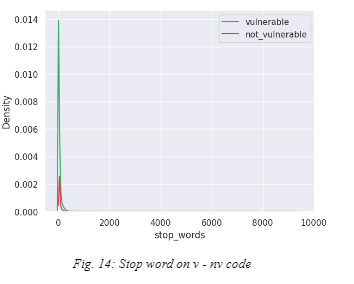 0.014
0.012
0.010
0.008
0.006
0.004
0.002
0.000
Density
vulnerable
not_vulnerable
0 2000 4000 6000 8000 10000
stop_words
Fig. 14: Stop word on v - nv code